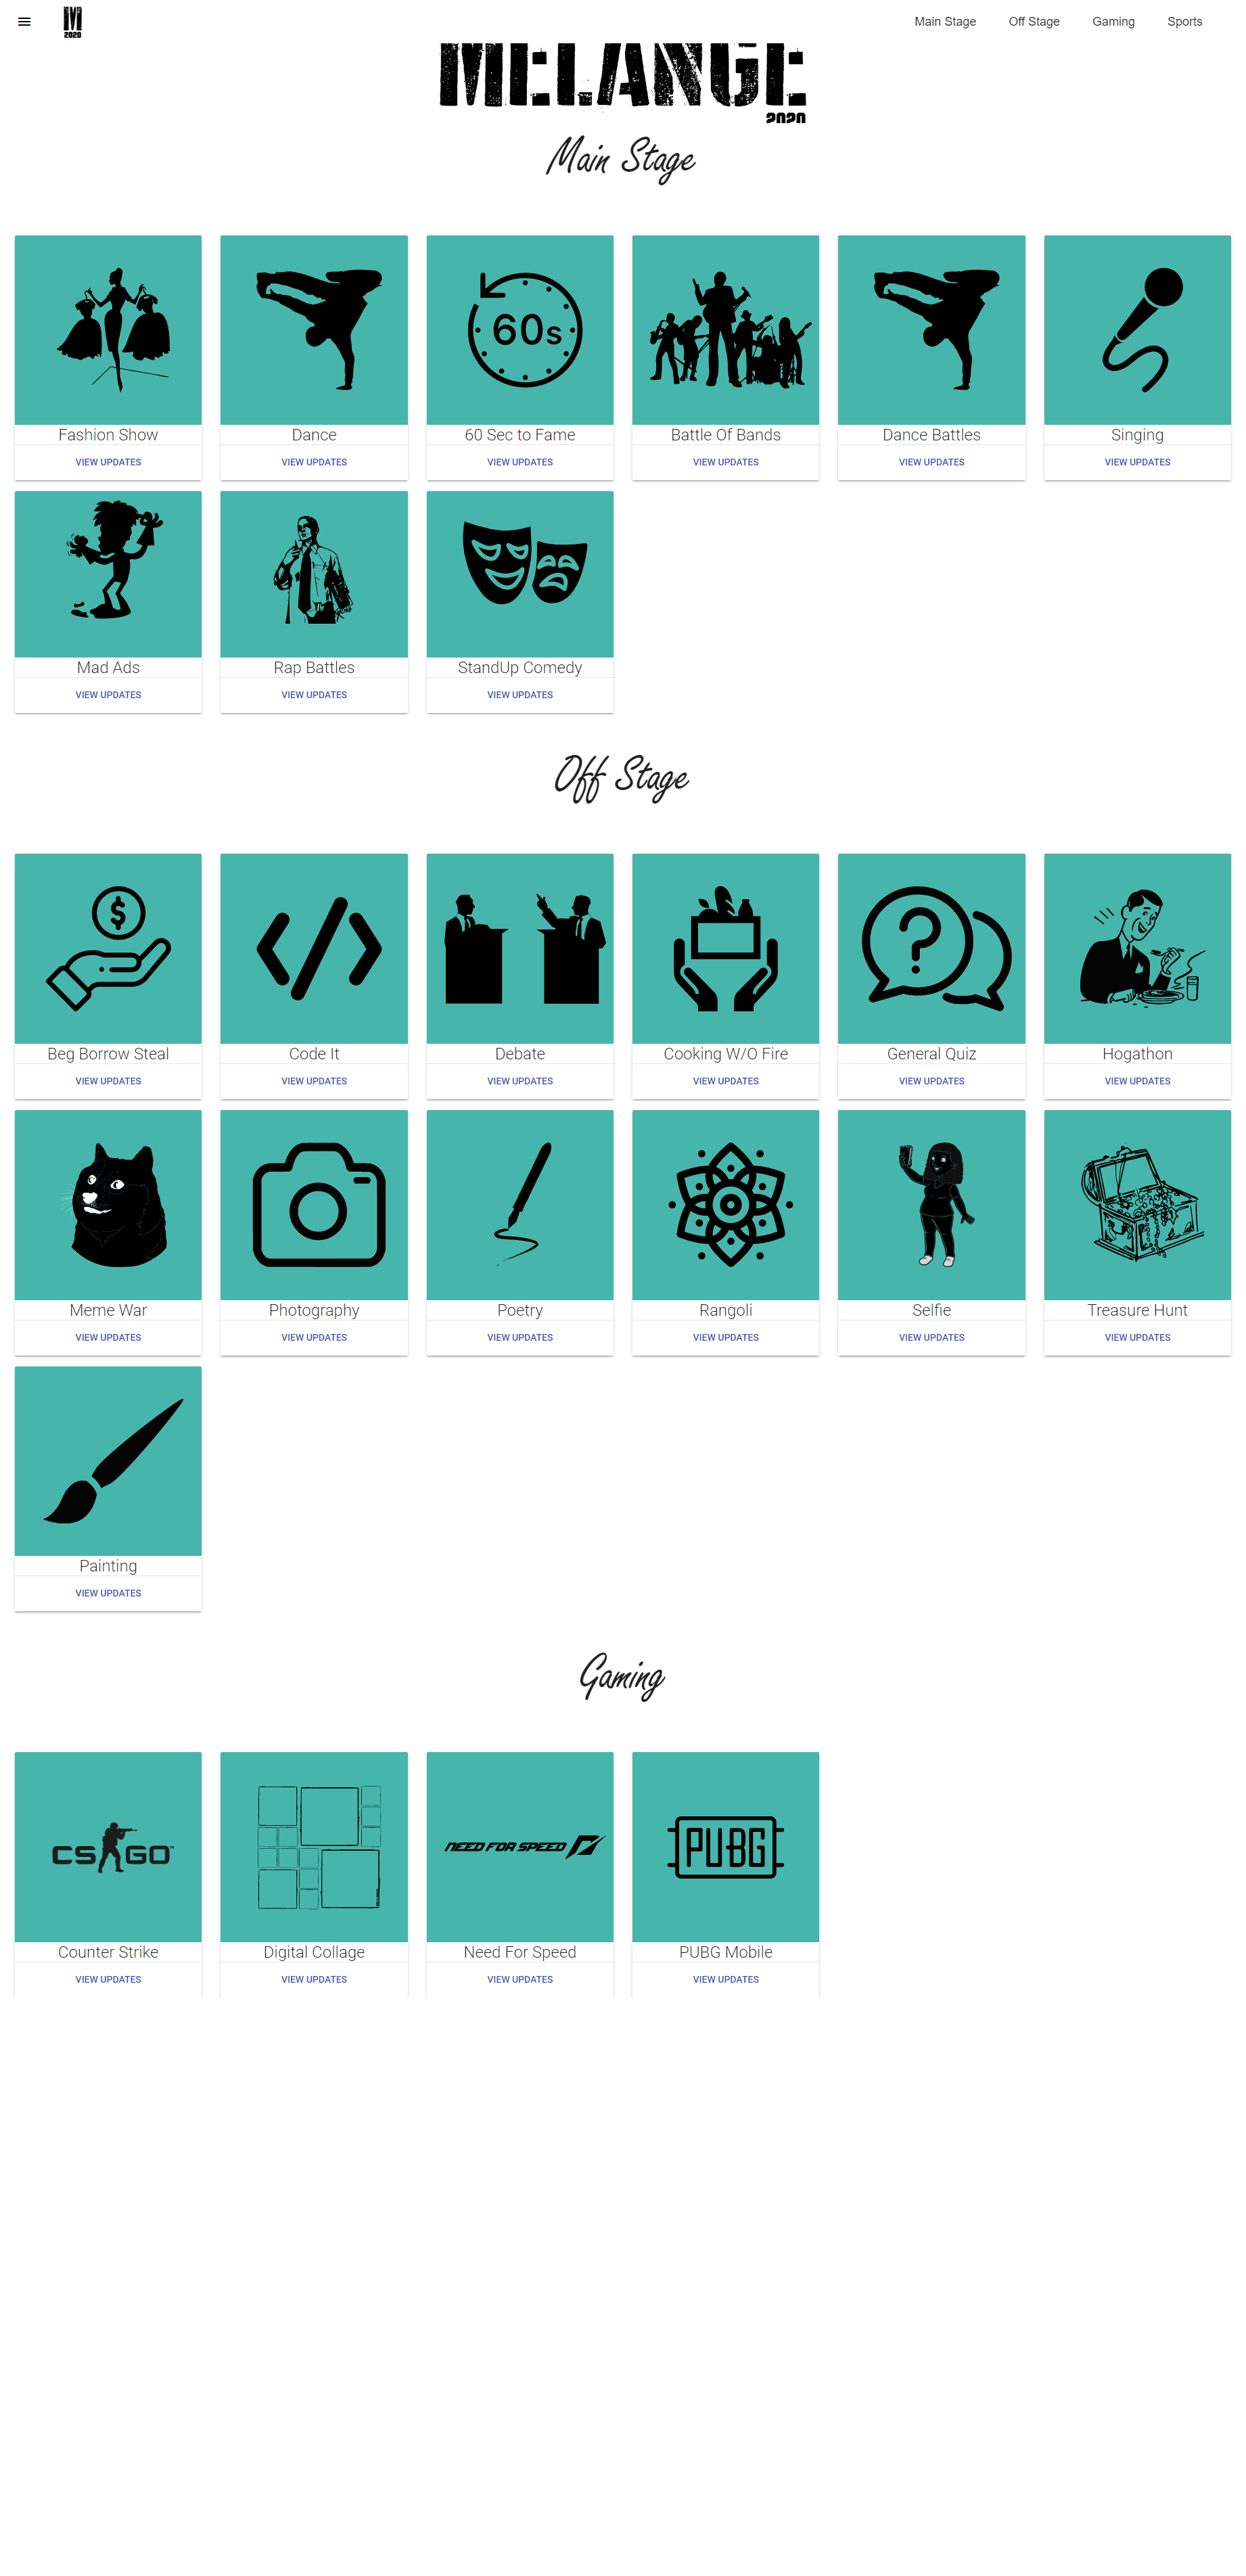 M
2020
Main Stage
Off Stage
Gaming
Sports
MELANGE
2020
Main Stage
60s
Fashion Show
Dance
60 Sec to Fame
Battle Of Bands
Dance Battles
Singing
VIEW UPDATES
VIEW UPDATES
VIEW UPDATES
VIEW UPDATES
VIEW UPDATES
VIEW UPDATES
Mad Ads
Rap Battles
StandUp Comedy
VIEW UPDATES
VIEW UPDATES
VIEW UPDATES
Off Stage
$
?
Beg Borrow Steal
Code It
Debate
Cooking W/O Fire
General Quiz
Hogathon
VIEW UPDATES
VIEW UPDATES
VIEW UPDATES
VIEW UPDATES
VIEW UPDATES
VIEW UPDATES
Meme War
Photography
Poetry
Rangoli
Selfie
Treasure Hunt
VIEW UPDATES
VIEW UPDATES
VIEW UPDATES
VIEW UPDATES
VIEW UPDATES
VIEW UPDATES
Painting
VIEW UPDATES
Gaming
CS GO™
NEED FOR SPEED
PUBG
Counter Strike
Digital Collage
Need For Speed
PUBG Mobile
VIEW UPDATES
VIEW UPDATES
VIEW UPDATES
VIEW UPDATES